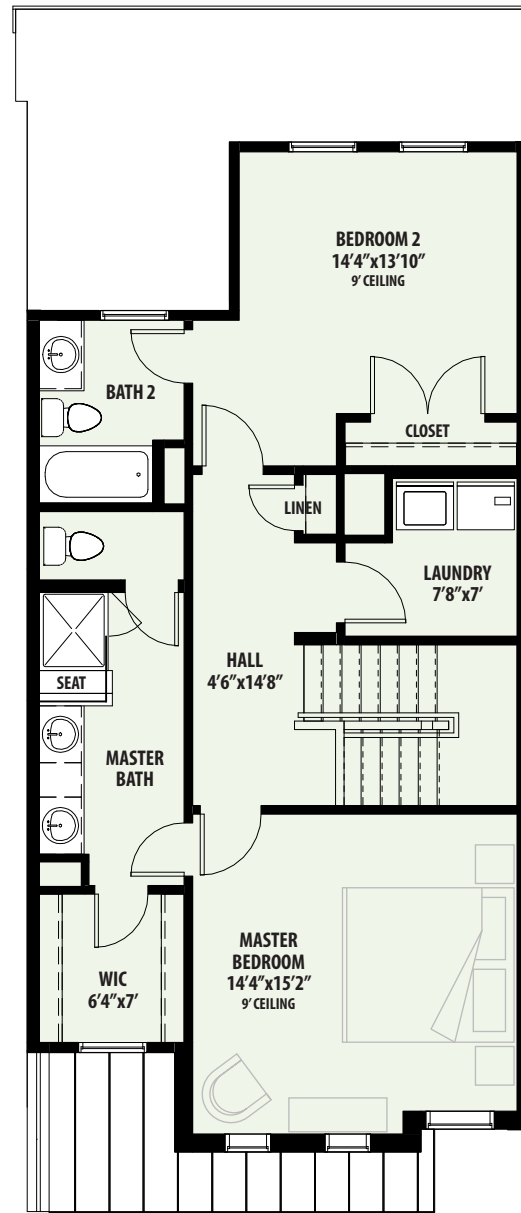 BEDROOM 2
14’4”x13’10”
9’ CEILING
BATH 2
CLOSET
LINEN
LAUNDRY
7’8”x7’
HALL
4’6”x14’8”
SEAT
MASTER
BATH
MASTER
BEDROOM
14’4”x15’2”
9’ CEILING
WIC
6’4”x7’